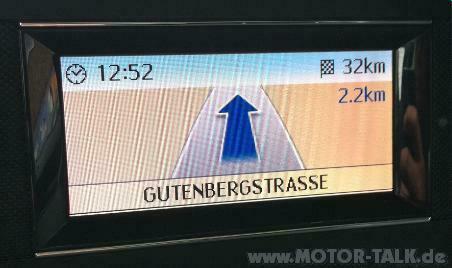 12:52 32km
2.2km
GUTENBERGSTRASSE
www.MOTOR-TALK.de